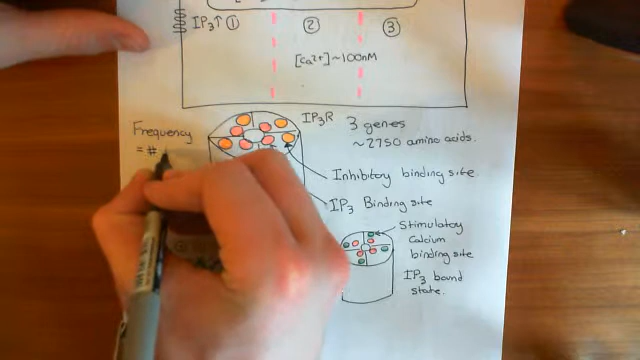 IP₃↑ ① ② ③
[Ca²⁺]~100nM
IP₃R 3 genes
~2750 amino acids.
Frequency
= #
Inhibitory binding site.
IP₃ Binding site
Stimulatory
Calcium
binding site
IP₃ bound
state.